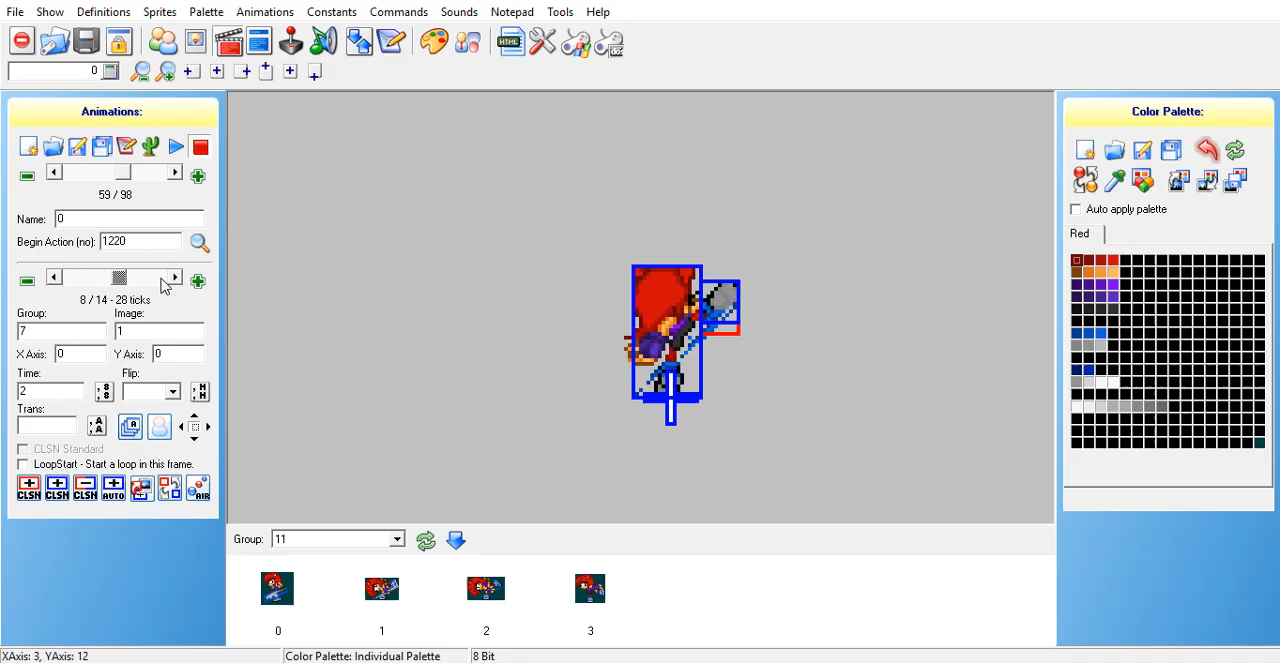 File Show Definitions Sprites Palette Animations Constants Commands Sounds Notepad Tools Help
HTML
0
Animations:
59 / 98
Name: 0
Begin Action (no): 1220
8 / 14 - 28 ticks
Group: Image:
7 1
X Axis: 0 Y Axis: 0
Time: Flip:
2
Trans:
CLSN Standard
LoopStart - Start a loop in this frame.
CLSN CLSN CLSN AUTO AIR
Color Palette:
Auto apply palette
Red
Group: 11
0 1 2 3
XAxis: 3, YAxis: 12 Color Palette: Individual Palette 8 Bit